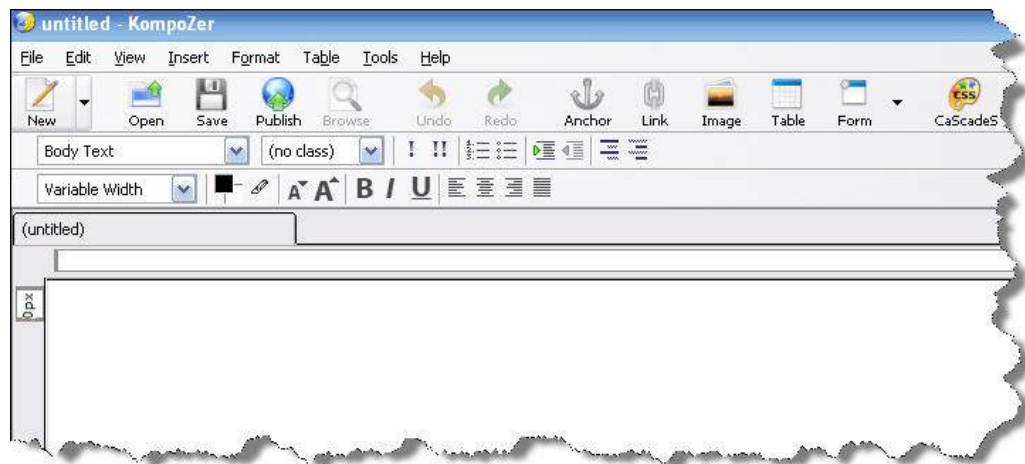 untitled - KompoZer
File Edit View Insert Format Table Tools Help
New Open Save Publish Browse Undo Redo Anchor Link Image Table Form CaScadeS
Body Text (no class) ! !!
Variable Width A A B I U
(untitled)
0px